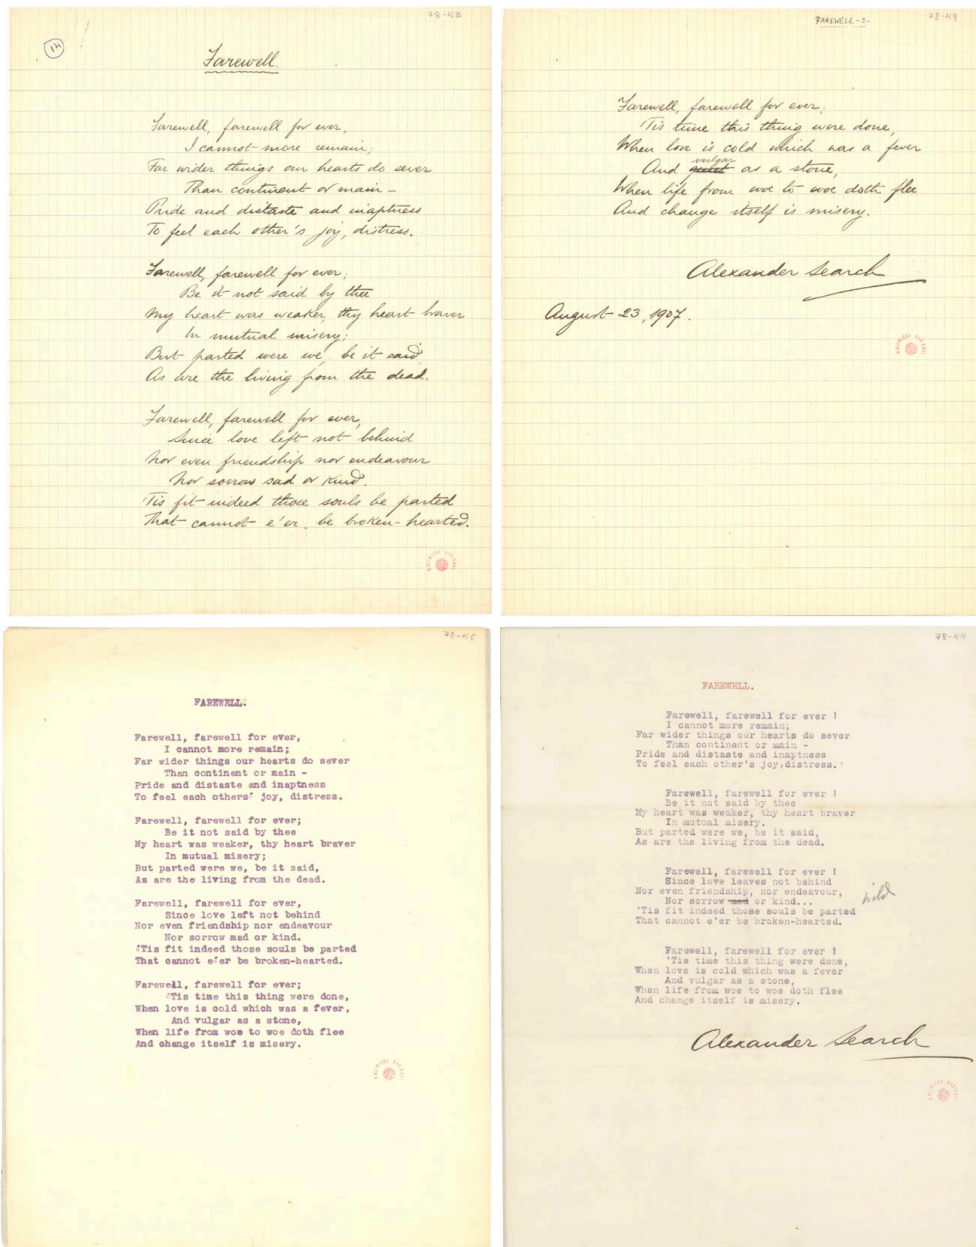 78-53
14
Farewell.
Farewell, farewell for ever,
I cannot more remain;
Far wider things our hearts do sever
Than continent or main –
Pride and distaste and inaptness
To feel each other's joy, distress.
Farewell, farewell for ever;
Be it not said by thee
My heart was weaker, thy heart braver
In mutual misery;
But parted were we, be it said,
As are the living from the dead.
Farewell, farewell for ever,
Since love left not behind
Nor even friendship nor endeavour
Nor sorrow sad or kind.
'Tis fit indeed those souls be parted
That cannot e'er be broken-hearted.
FAREWELL -2-
78-54
Farewell, farewell for ever;
'Tis time this thing were done,
When love is cold which was a fever
And vulgar as a stone,
When life from woe to woe doth flee
And change itself is misery.
Alexander Search
August 23, 1907.
FAREWELL.
Farewell, farewell for ever,
I cannot more remain;
Far wider things our hearts do sever
Than continent or main -
Pride and distaste and inaptness
To feel each others' joy, distress.
Farewell, farewell for ever;
Be it not said by thee
My heart was weaker, thy heart braver
In mutual misery;
But parted were we, be it said,
As are the living from the dead.
Farewell, farewell for ever,
Since love left not behind
Nor even friendship nor endeavour
Nor sorrow mad or kind.
'Tis fit indeed those souls be parted
That cannot e'er be broken-hearted.
Farewell, farewell for ever;
'Tis time this thing were done,
When love is cold which was a fever,
And vulgar as a stone,
When life from woe to woe doth flee
And change itself is misery.
FAREWELL.
Farewell, farewell for ever !
I cannot more remain;
Far wider things our hearts do sever
Than continent or main -
Pride and distaste and inaptness
To feel each other's joy,distress.
Farewell, farewell for ever !
Be it not said by thee
My heart was weaker, thy heart braver
In mutual misery.
But parted were we, be it said,
As are the living from the dead.
Farewell, farewell for ever !
Since love leaves not behind
Nor even friendship, nor endeavour,
Nor sorrow mad or kind... wild
'Tis fit indeed those souls be parted
That cannot e'er be broken-hearted.
Farewell, farewell for ever !
'Tis time this thing were done,
When love is cold which was a fever
And vulgar as a stone,
When life from woe to woe doth flee
And change itself is misery.
Alexander Search